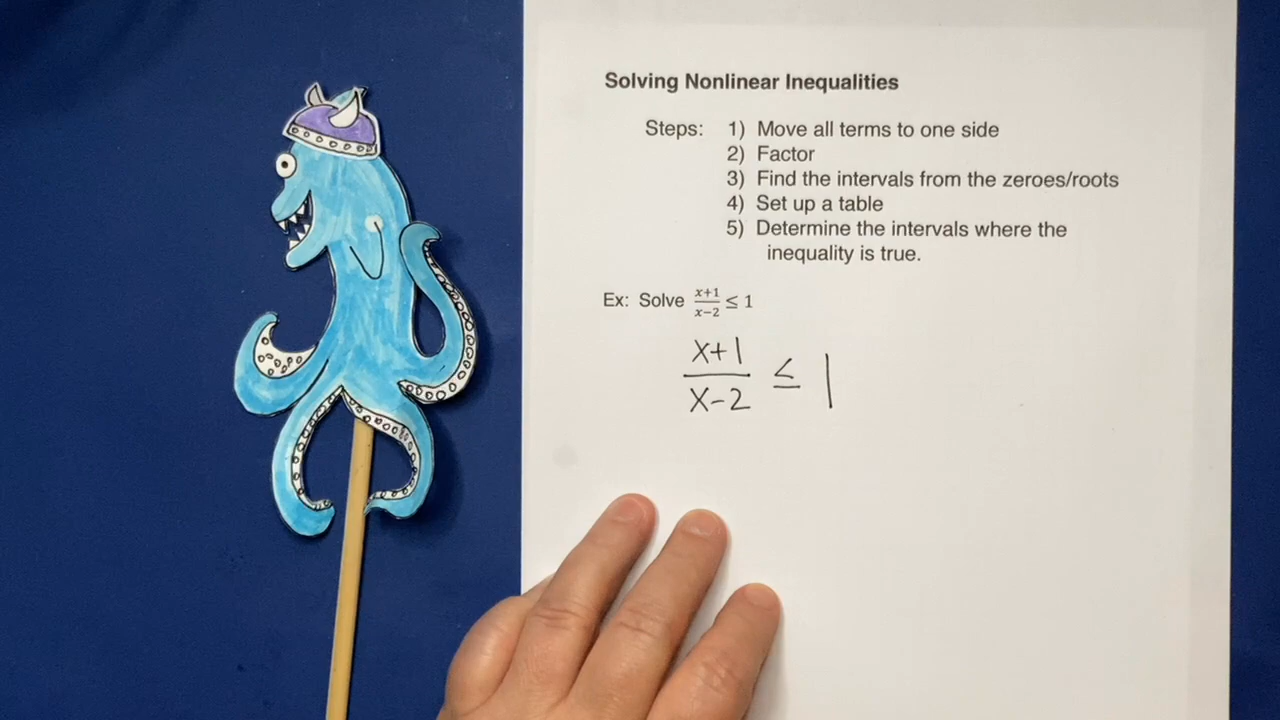 Solving Nonlinear Inequalities
Steps: 1) Move all terms to one side
2) Factor
3) Find the intervals from the zeroes/roots
4) Set up a table
5) Determine the intervals where the
inequality is true.
Ex: Solve x+1/x−2 ≤ 1
x+1/x-2 ≤ 1